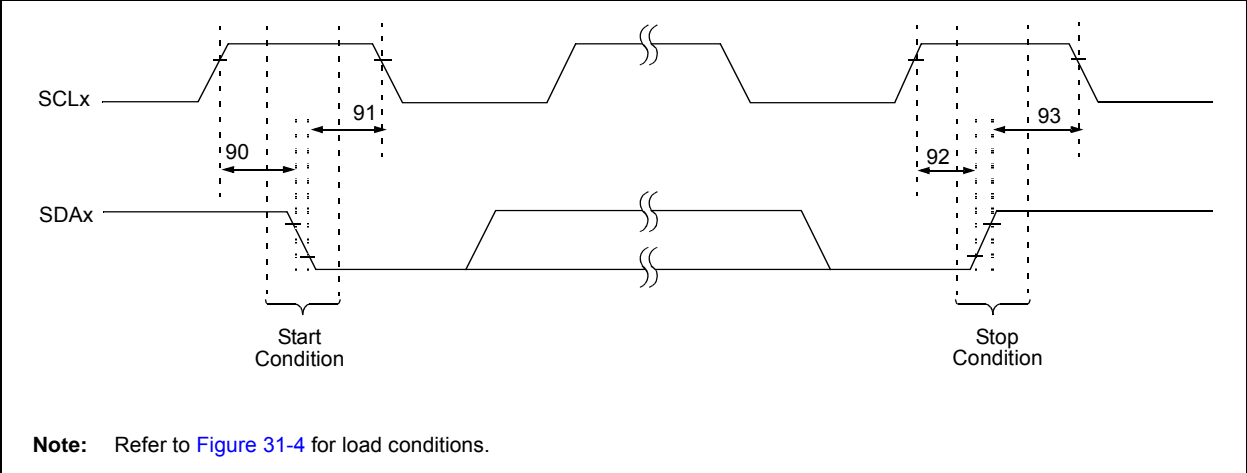 SCLx
91
93
90
92
SDAx
Start
Condition
Stop
Condition
Note: Refer to Figure 31-4 for load conditions.